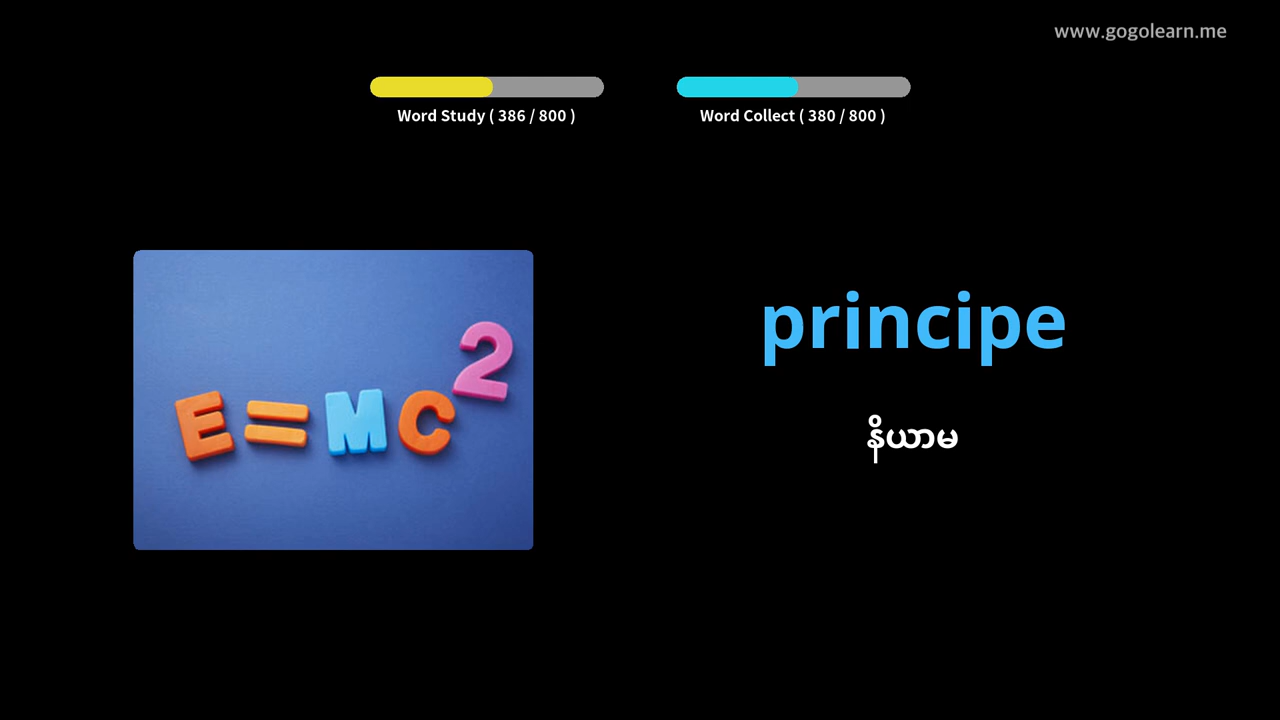 www.gogolearn.me
Word Study ( 386 / 800 )
Word Collect ( 380 / 800 )
E=MC2
principe
နိယာမ